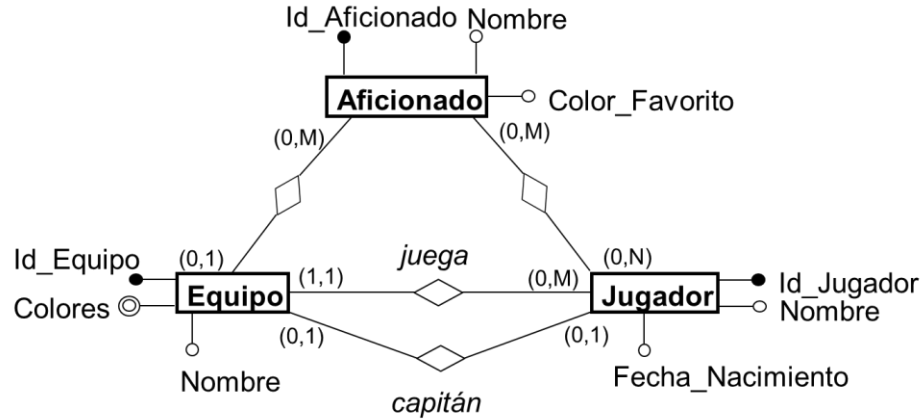 Id_Aficionado Nombre
Aficionado
Color_Favorito
(0,M) (0,M)
Id_Equipo (0,1) juega (0,N) Id_Jugador
Equipo (1,1) (0,M) Jugador
Colores Nombre
(0,1) (0,1)
Nombre Fecha_Nacimiento
capitán